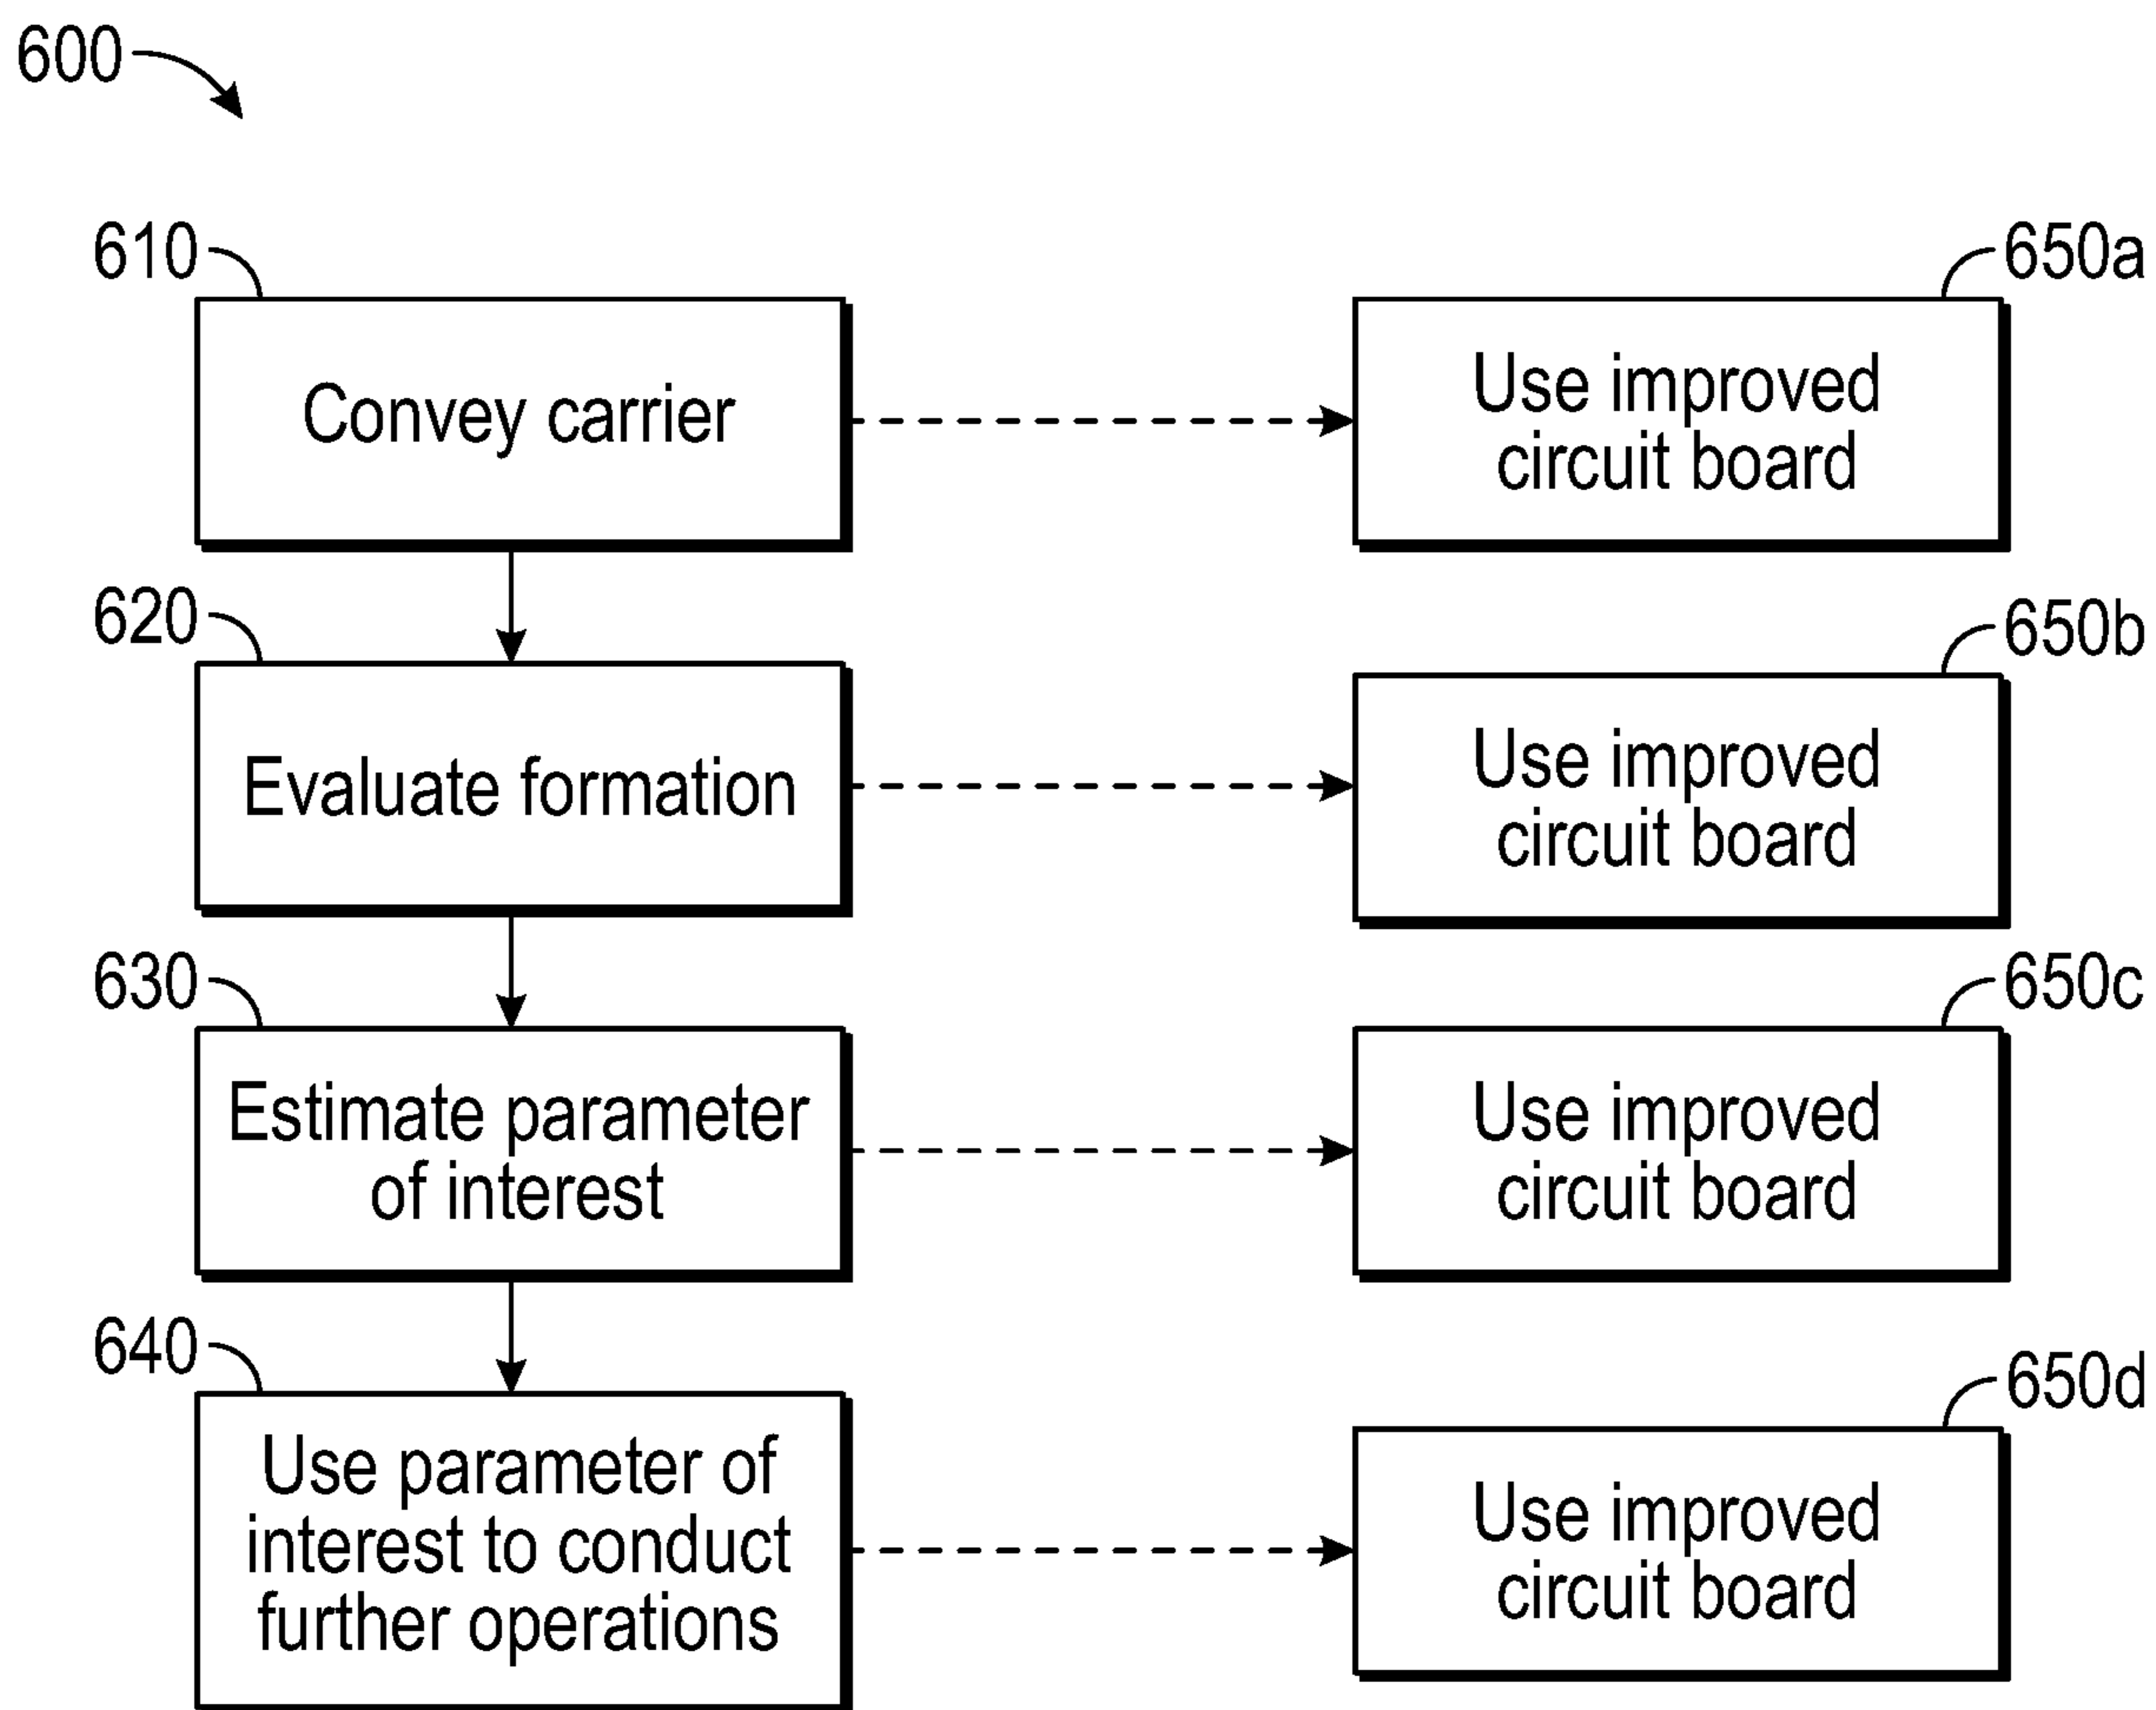 600
610
650a
Convey carrier
Use improved
circuit board
620
650b
Evaluate formation
Use improved
circuit board
630
650c
Estimate parameter
of interest
Use improved
circuit board
640
650d
Use parameter of
interest to conduct
further operations
Use improved
circuit board